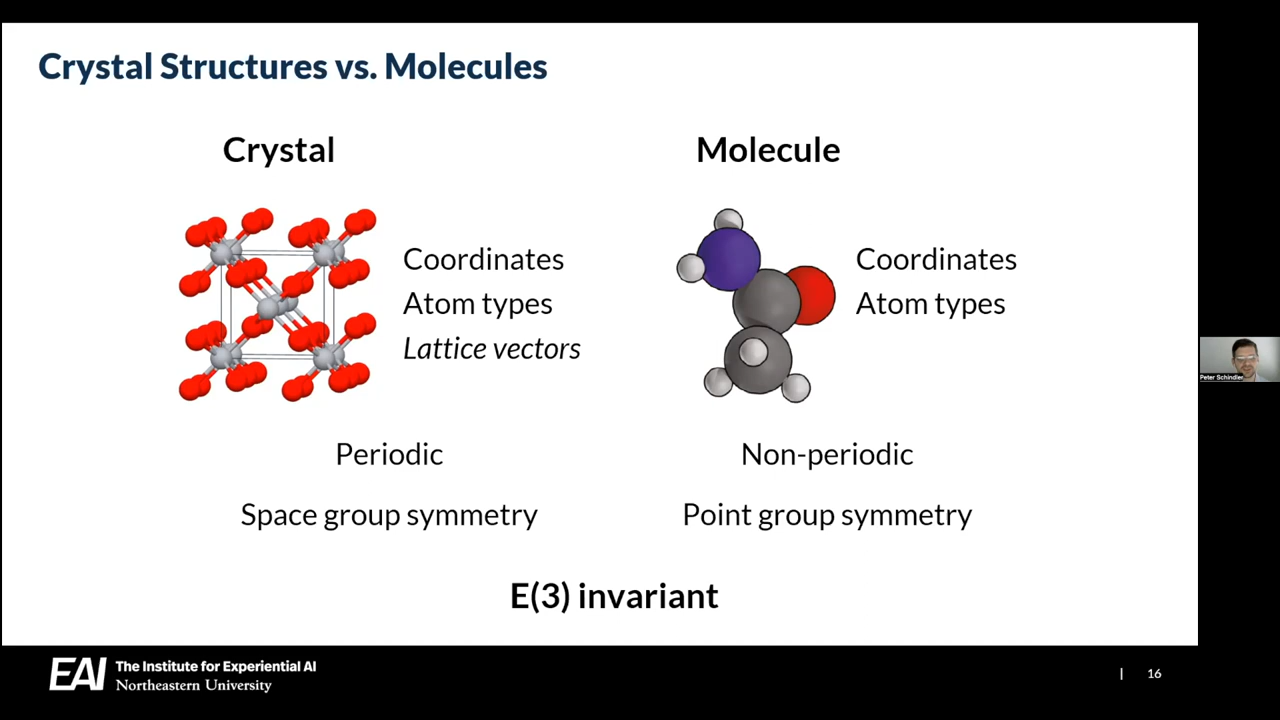 Crystal Structures vs. Molecules
Crystal
Molecule
Coordinates
Atom types
Lattice vectors
Coordinates
Atom types
Periodic
Non-periodic
Space group symmetry
Point group symmetry
E(3) invariant
Peter Schindler
EAI The Institute for Experiential AI
Northeastern University
| 16